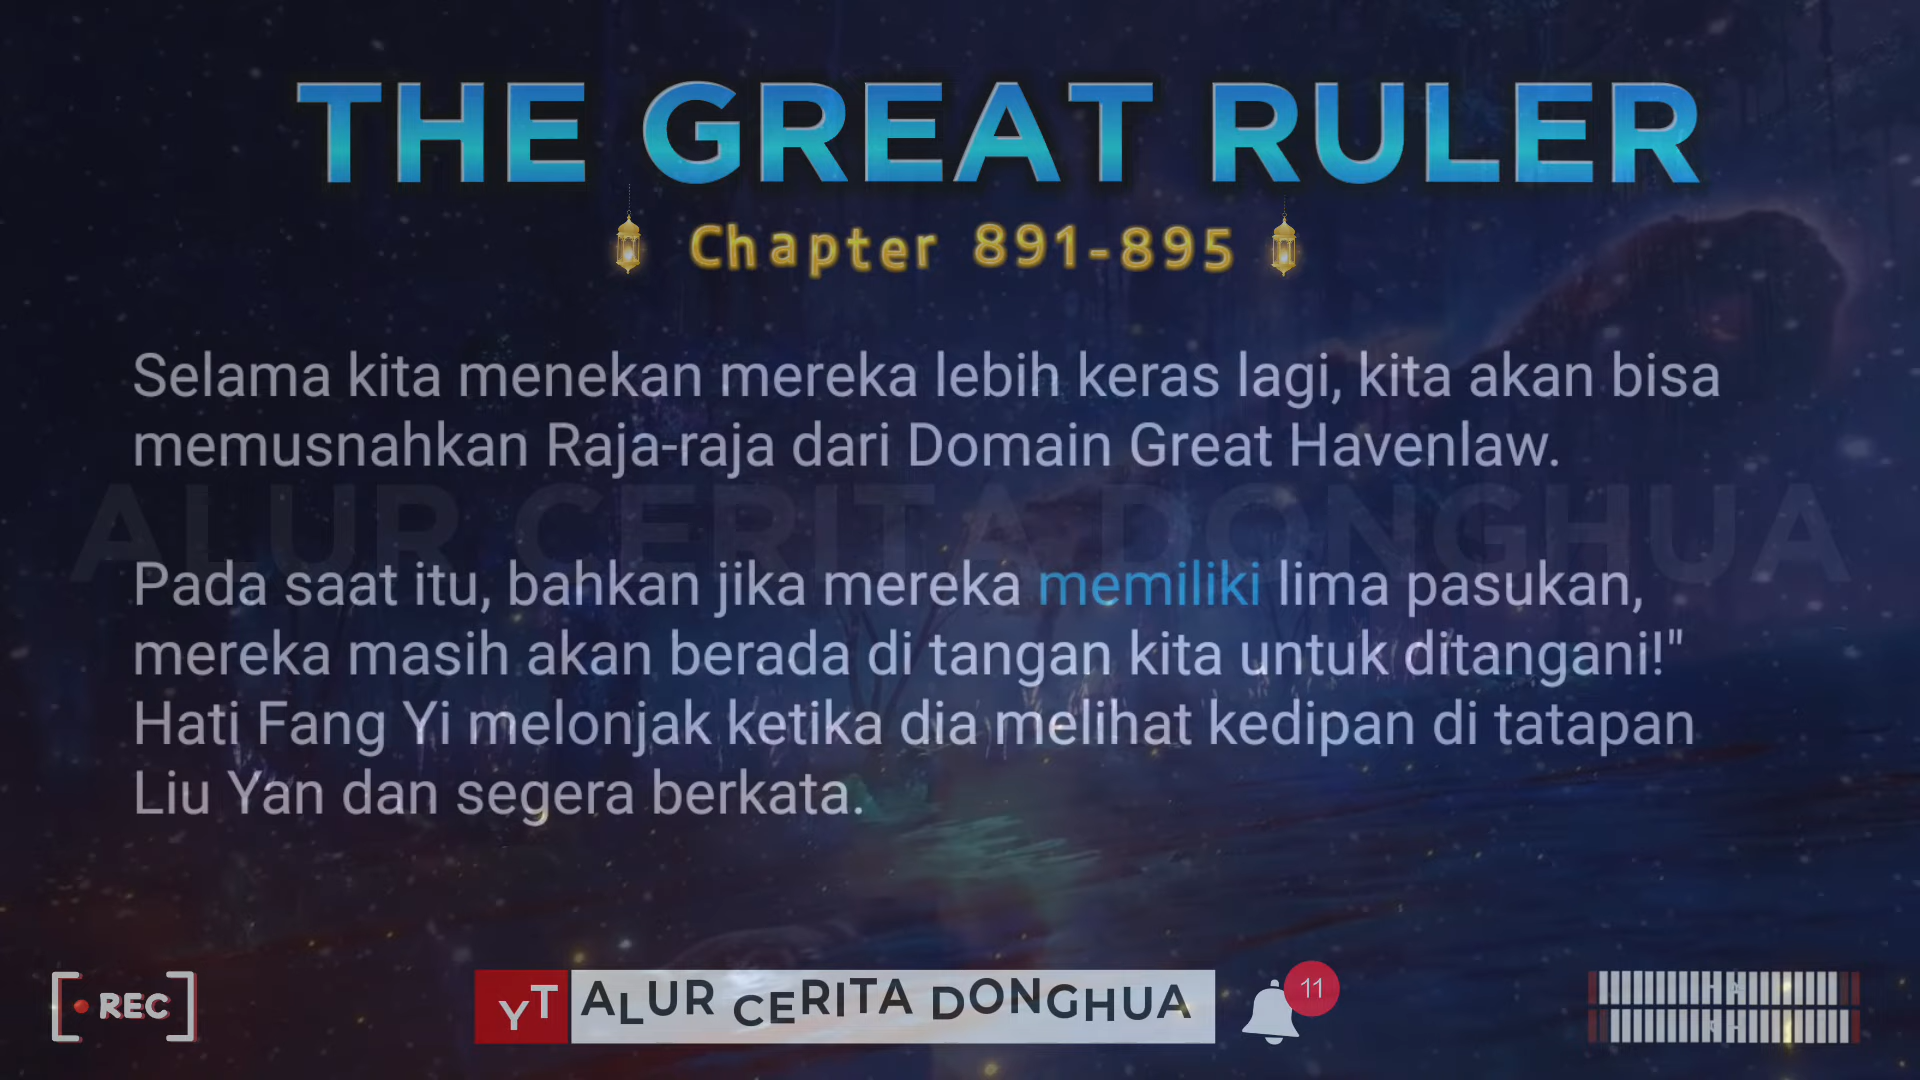 THE GREAT RULER
Chapter 891-895
Selama kita menekan mereka lebih keras lagi, kita akan bisa
memusnahkan Raja-raja dari Domain Great Havenlaw.
ALUR CERITA DONGHUA
Pada saat itu, bahkan jika mereka memiliki lima pasukan,
mereka masih akan berada di tangan kita untuk ditangani!"
Hati Fang Yi melonjak ketika dia melihat kedipan di tatapan
Liu Yan dan segera berkata.
REC
YT ALUR CERITA DONGHUA
11